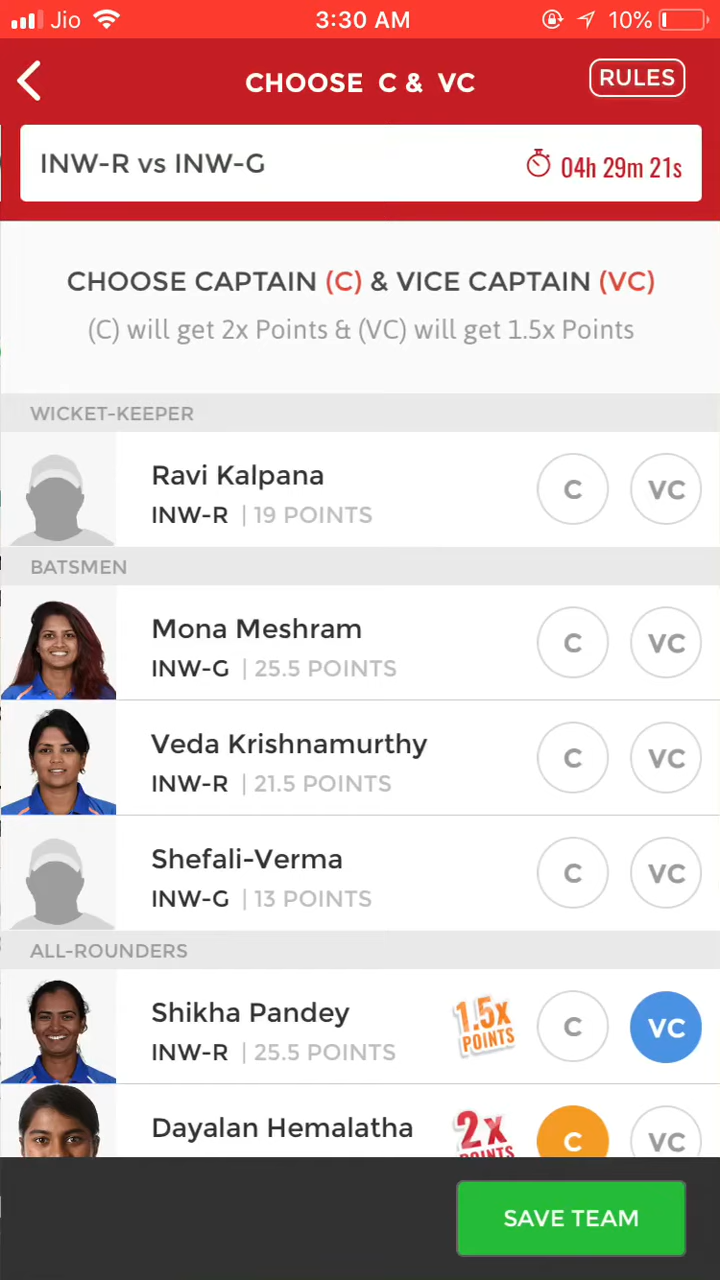 Jio 3:30 AM 10%
CHOOSE C & VC RULES
INW-R vs INW-G 04h 29m 21s
CHOOSE CAPTAIN (C) & VICE CAPTAIN (VC)
(C) will get 2x Points & (VC) will get 1.5x Points
WICKET-KEEPER
Ravi Kalpana
INW-R | 19 POINTS
C VC
BATSMEN
Mona Meshram
INW-G | 25.5 POINTS
C VC
Veda Krishnamurthy
INW-R | 21.5 POINTS
C VC
Shefali-Verma
INW-G | 13 POINTS
C VC
ALL-ROUNDERS
Shikha Pandey
INW-R | 25.5 POINTS
1.5x
POINTS
C VC
Dayalan Hemalatha
2x
POINTS
C VC
SAVE TEAM